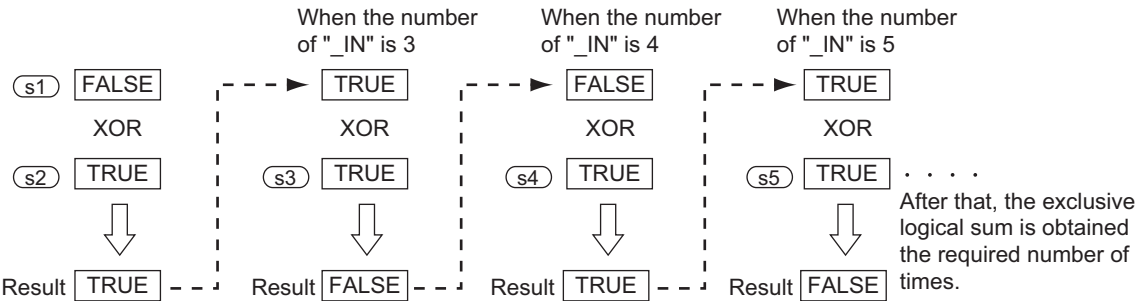 When the number
of "_IN" is 3
When the number
of "_IN" is 4
When the number
of "_IN" is 5
s1 FALSE TRUE FALSE TRUE
XOR XOR XOR XOR
s2 TRUE s3 TRUE s4 TRUE s5 TRUE . . . .
After that, the exclusive
logical sum is obtained
the required number of
times.
Result TRUE Result FALSE Result TRUE Result FALSE